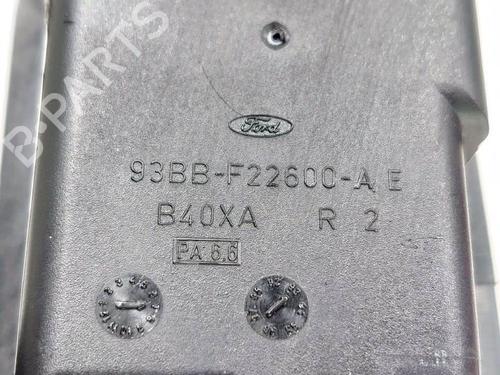 B-PARTS
Ford
93BB-F22600-A,E
B40XA R 2
PA 6.6